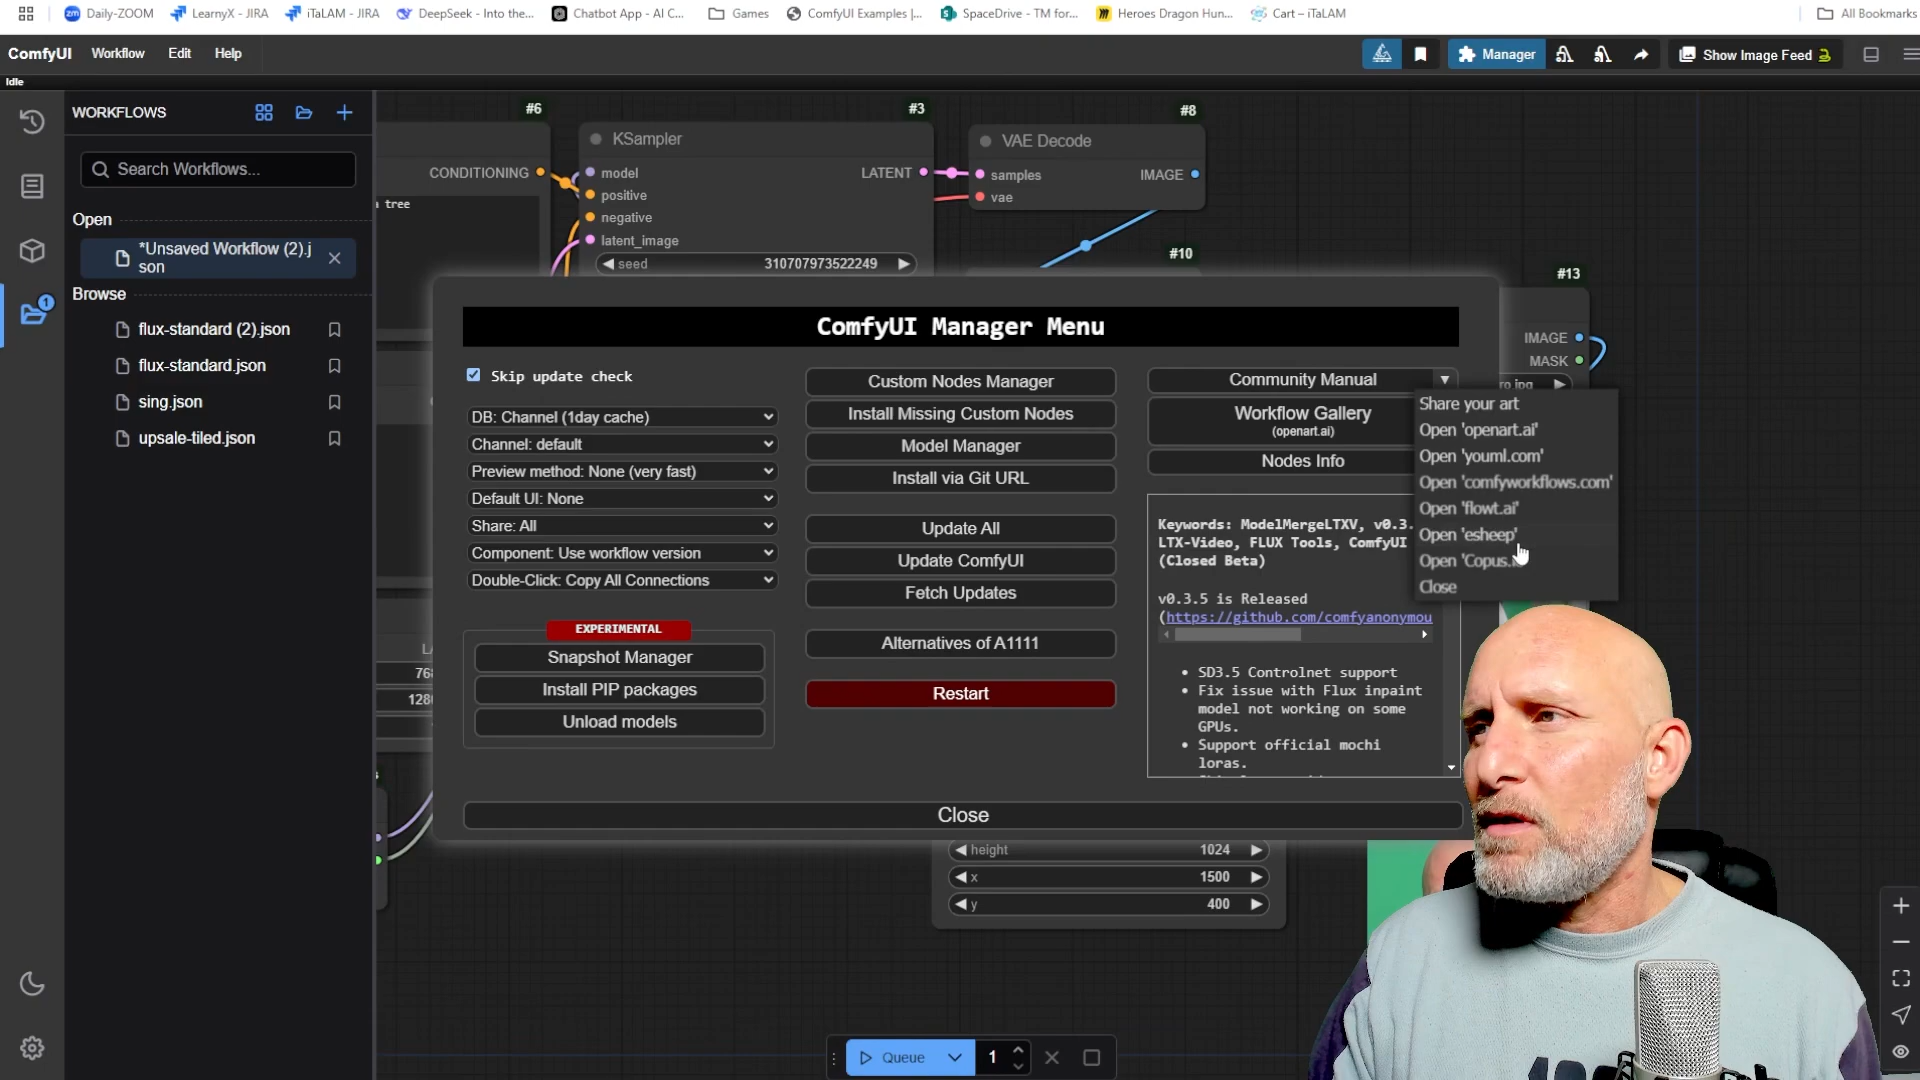 Daily-ZOOM
LearnyX - JIRA
iTaLAM - JIRA
DeepSeek - Into the...
Chatbot App - AI C...
Games
ComfyUI Examples |...
SpaceDrive - TM for...
Heroes Dragon Hun...
Cart – iTaLAM
All Bookmarks
ComfyUI
Workflow
Edit
Help
Manager
Show Image Feed
Idle
WORKFLOWS
Search Workflows...
Open
*Unsaved Workflow (2).j
son
Browse
flux-standard (2).json
flux-standard.json
sing.json
upsale-tiled.json
1
#6
CONDITIONING
tree
#3
KSampler
model
LATENT
positive
negative
latent_image
seed
310707973522249
#8
VAE Decode
samples
IMAGE
vae
#10
#13
IMAGE
MASK
ComfyUI Manager Menu
Skip update check
DB: Channel (1day cache)
Channel: default
Preview method: None (very fast)
Default UI: None
Share: All
Component: Use workflow version
Double-Click: Copy All Connections
EXPERIMENTAL
Snapshot Manager
Install PIP packages
Unload models
Custom Nodes Manager
Install Missing Custom Nodes
Model Manager
Install via Git URL
Update All
Update ComfyUI
Fetch Updates
Alternatives of A1111
Restart
Community Manual
Workflow Gallery
(openart.ai)
Nodes Info
Share your art
Open 'openart.ai'
Open 'youml.com'
Open 'comfyworkflows.com'
Open 'flowt.ai'
Open 'esheep'
Open
Close
Keywords: ModelMergeLTXV, v0.3.
LTX-Video, FLUX Tools, ComfyUI
(Closed Beta)
v0.3.5 is Released
(https://github.com/comfyanonymou
• SD3.5 Controlnet support
• Fix issue with Flux inpaint
model not working on some
GPUs.
• Support official mochi
loras.
Close
height
1024
x
1500
y
400
Queue
1